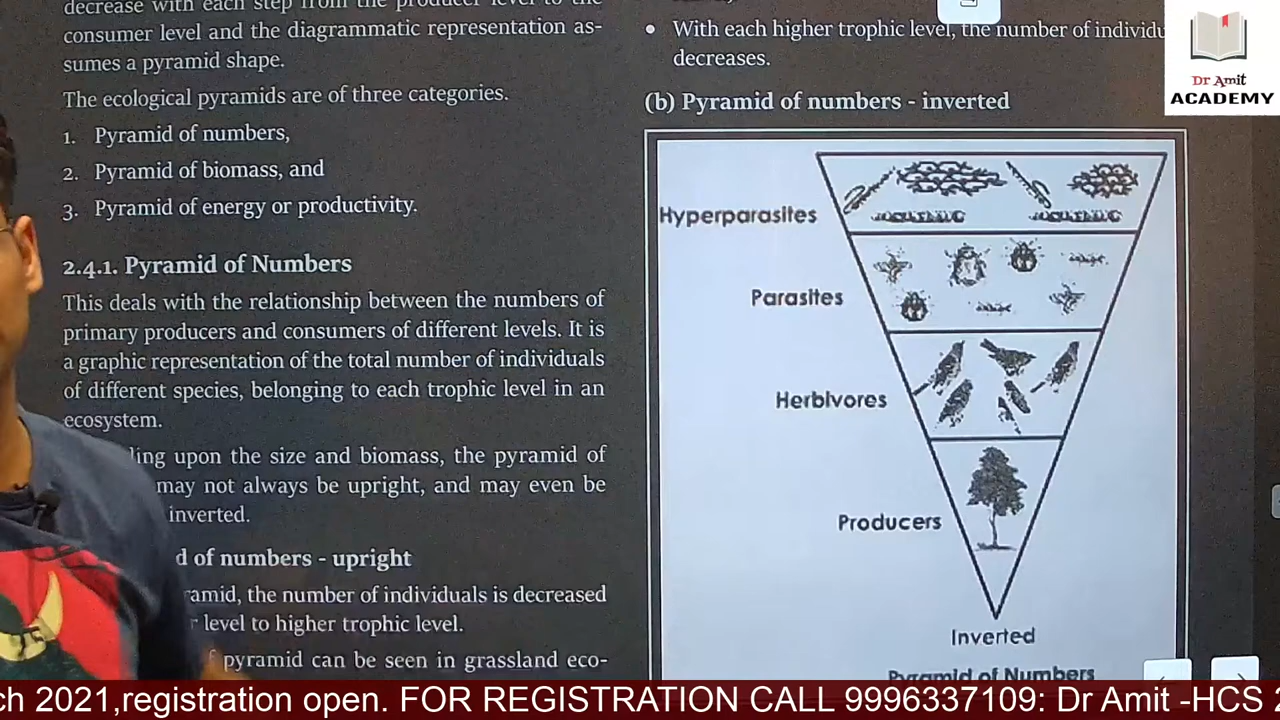 decrease with each step from the producer level to the
consumer level and the diagrammatic representation as-
sumes a pyramid shape.
The ecological pyramids are of three categories.
1. Pyramid of numbers,
2. Pyramid of biomass, and
3. Pyramid of energy or productivity.
2.4.1. Pyramid of Numbers
This deals with the relationship between the numbers of
primary producers and consumers of different levels. It is
a graphic representation of the total number of individuals
of different species, belonging to each trophic level in an
ecosystem.
ling upon the size and biomass, the pyramid of
may not always be upright, and may even be
inverted.
d of numbers - upright
ramid, the number of individuals is decreased
level to higher trophic level.
pyramid can be seen in grassland eco-
• With each higher trophic level, the number of individu
decreases.
(b) Pyramid of numbers - inverted
Hyperparasites
Parasites
Herbivores
Producers
Inverted
Pyramid of Numbers
Dr Amit
ACADEMY
ch 2021,registration open. FOR REGISTRATION CALL 9996337109: Dr Amit -HCS 2